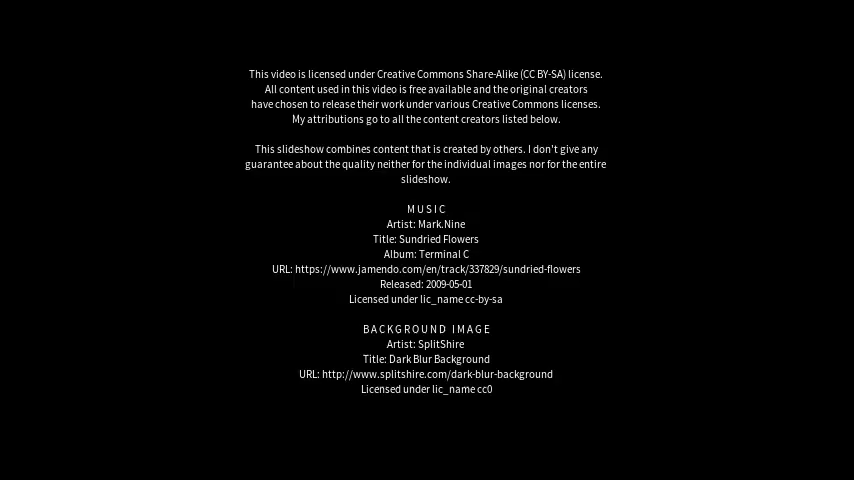 This video is licensed under Creative Commons Share-Alike (CC BY-SA) license.
All content used in this video is free available and the original creators
have chosen to release their work under various Creative Commons licenses.
My attributions go to all the content creators listed below.
This slideshow combines content that is created by others. I don't give any
guarantee about the quality neither for the individual images nor for the entire
slideshow.
MUSIC
Artist: Mark.Nine
Title: Sundried Flowers
Album: Terminal C
URL: https://www.jamendo.com/en/track/337829/sundried-flowers
Released: 2009-05-01
Licensed under lic_name cc-by-sa
BACKGROUND IMAGE
Artist: SplitShire
Title: Dark Blur Background
URL: http://www.splitshire.com/dark-blur-background
Licensed under lic_name cc0